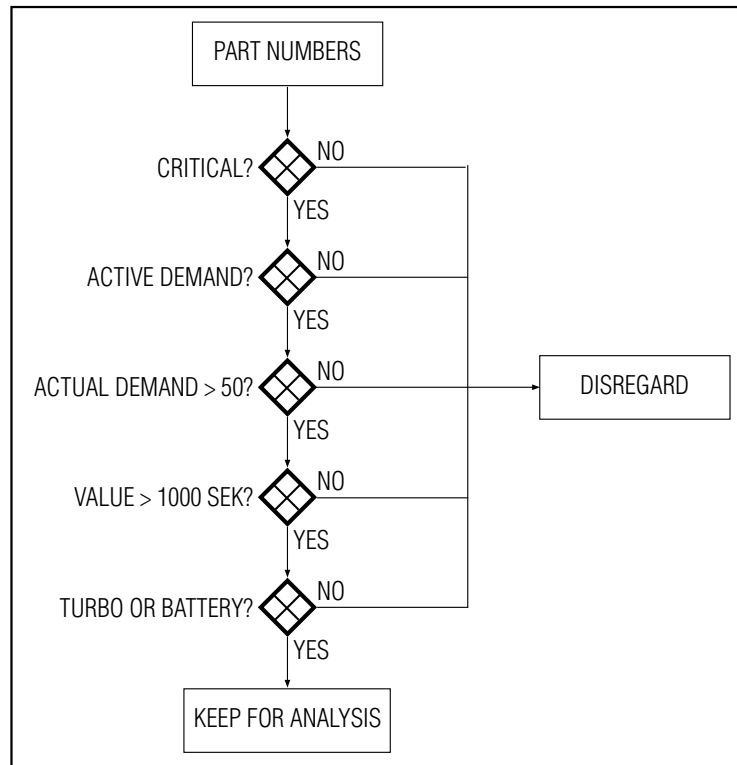 PART NUMBERS
CRITICAL?
NO
YES
ACTIVE DEMAND?
NO
YES
ACTUAL DEMAND > 50?
NO
DISREGARD
YES
VALUE > 1000 SEK?
NO
YES
TURBO OR BATTERY?
NO
YES
KEEP FOR ANALYSIS